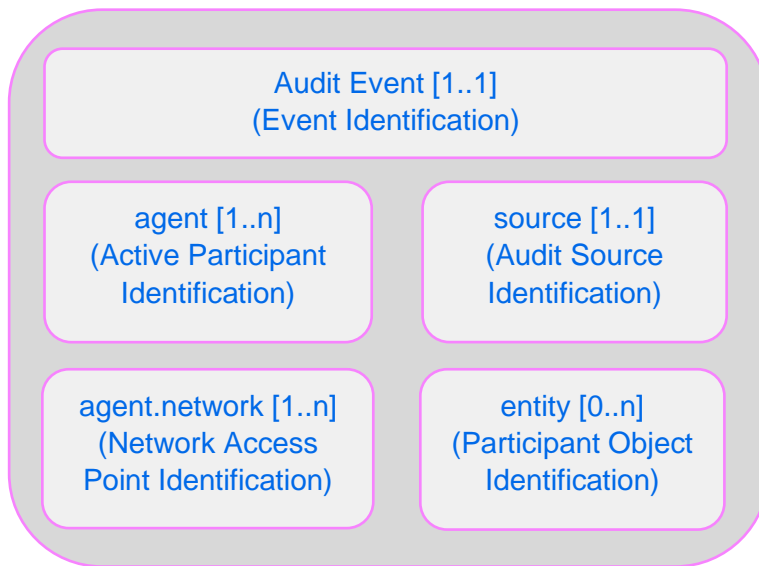 Audit Event [1..1]
(Event Identification)
agent [1..n]
(Active Participant
Identification)
source [1..1]
(Audit Source
Identification)
agent.network [1..n]
(Network Access
Point Identification)
entity [0..n]
(Participant Object
Identification)